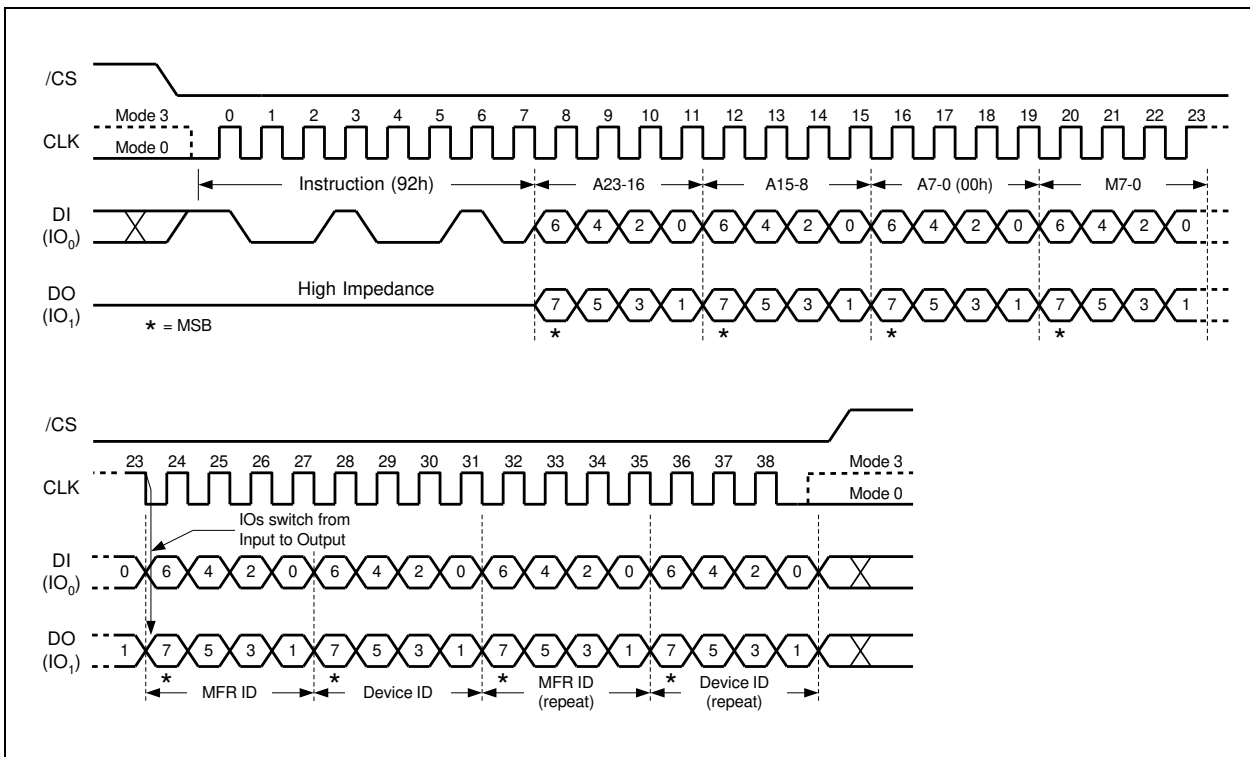 /CS
Mode 3 0 1 2 3 4 5 6 7 8 9 10 11 12 13 14 15 16 17 18 19 20 21 22 23
CLK
Mode 0
Instruction (92h) A23-16 A15-8 A7-0 (00h) M7-0
DI
(IO0)
6 4 2 0 6 4 2 0 6 4 2 0 6 4 2 0
High Impedance
DO
(IO1)
7 5 3 1 7 5 3 1 7 5 3 1 7 5 3 1
* = MSB
* * * *
/CS
23 24 25 26 27 28 29 30 31 32 33 34 35 36 37 38 Mode 3
CLK
Mode 0
IOs switch from
Input to Output
DI
(IO0)
0 6 4 2 0 6 4 2 0 6 4 2 0 6 4 2 0
DO
(IO1)
1 7 5 3 1 7 5 3 1 7 5 3 1 7 5 3 1
* * * *
MFR ID Device ID MFR ID
(repeat)
Device ID
(repeat)